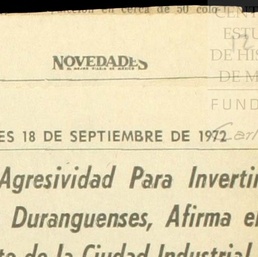 en cerca de 50
CENT
ESTU
DE HIS
DE M
FUND
NOVEDADES
ES 18 DE SEPTIEMBRE DE 1972
Agresividad Para Invertir
Duranguenses, Afirma el
to de la Ciudad Industrial